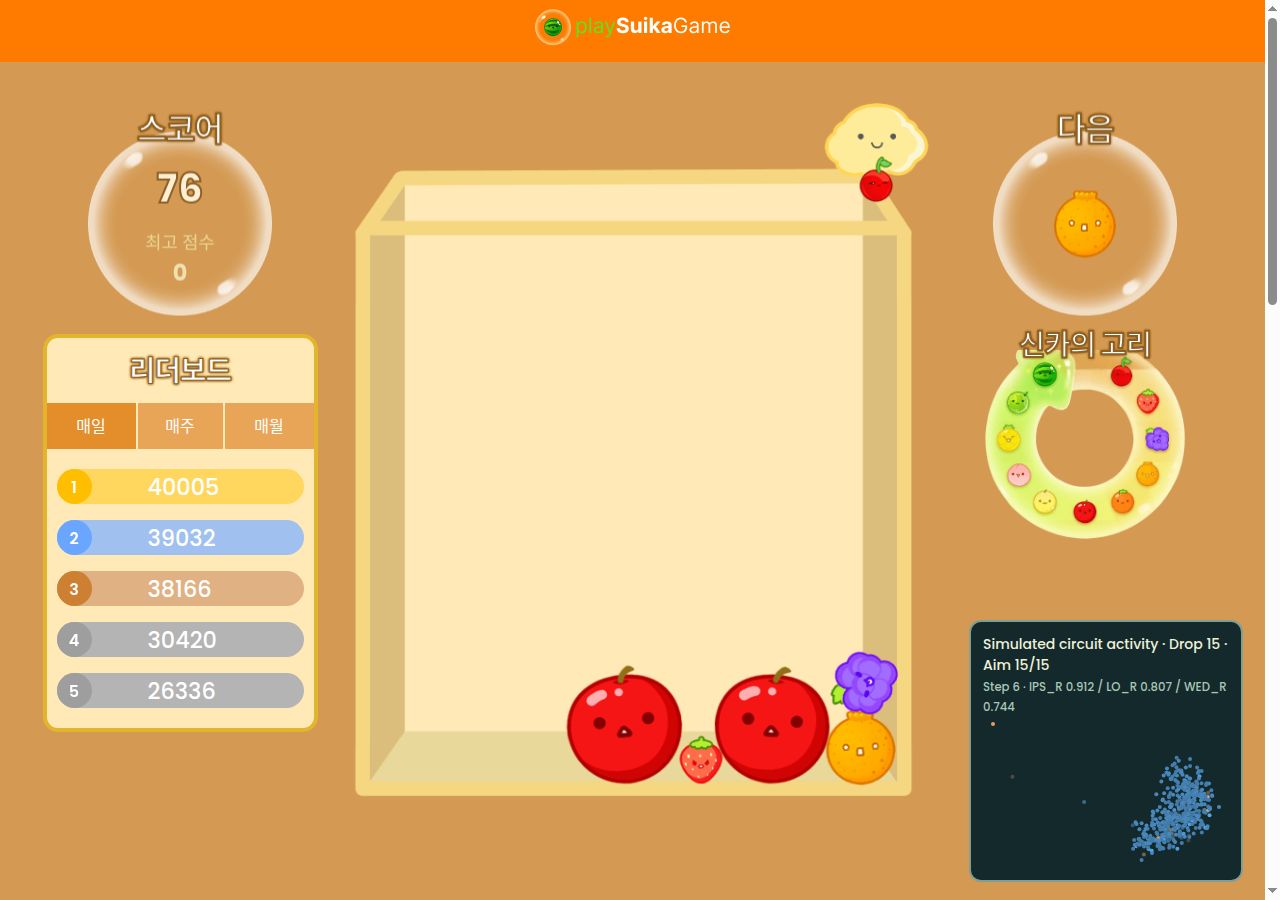 playSuikaGame
스코어
76
최고 점수
0
리더보드
매일 매주 매월
1 40005
2 39032
3 38166
4 30420
5 26336
다음
신카의 고리
Simulated circuit activity · Drop 15 ·
Aim 15/15
Step 6 · IPS_R 0.912 / LO_R 0.807 / WED_R
0.744